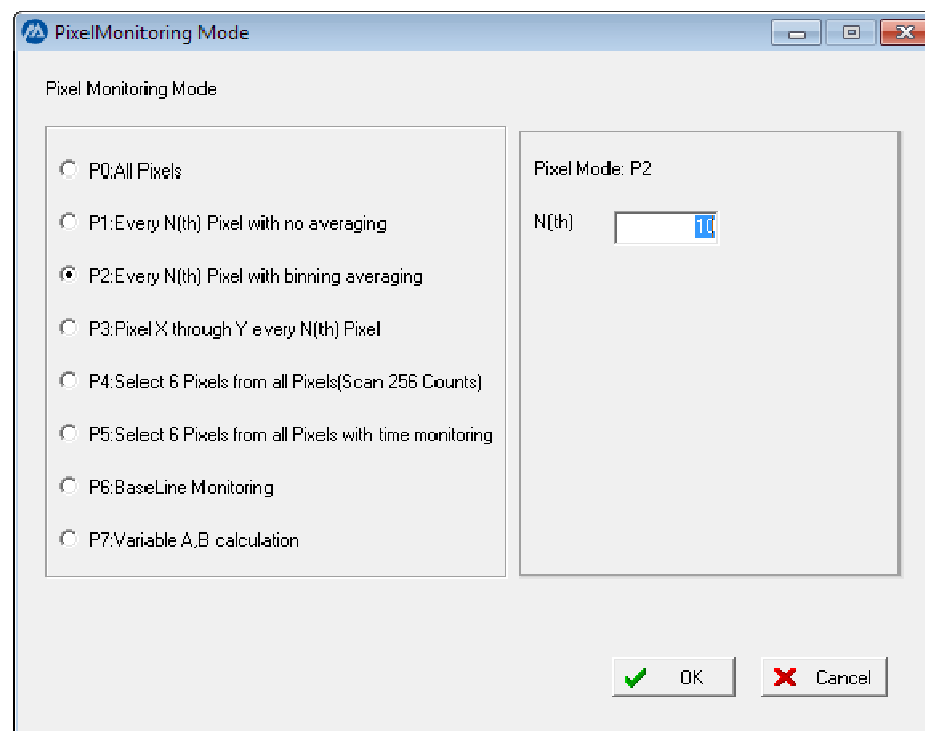 PixelMonitoring Mode
Pixel Monitoring Mode
P0:All Pixels
P1:Every N(th) Pixel with no averaging
P2:Every N(th) Pixel with binning averaging
P3:Pixel X through Y every N(th) Pixel
P4:Select 6 Pixels from all Pixels(Scan 256 Counts)
P5:Select 6 Pixels from all Pixels with time monitoring
P6:BaseLine Monitoring
P7:Variable A,B calculation
Pixel Mode: P2
N(th) 10
OK Cancel